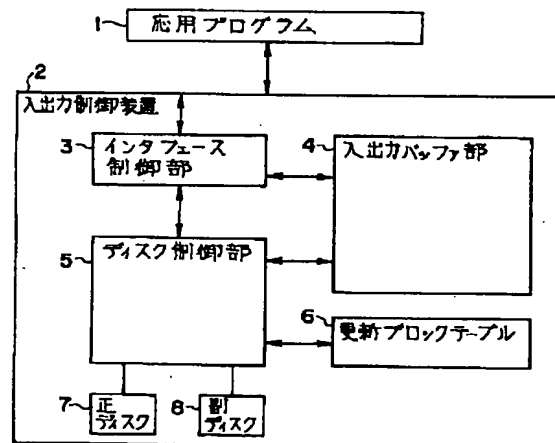 1
応用プログラム
2
入出力制御装置
3
インタフェース
制御部
4
入出力バッファ部
5
ディスク制御部
6
更新ブロックテーブル
7
正
ディスク
8
副
ディスク